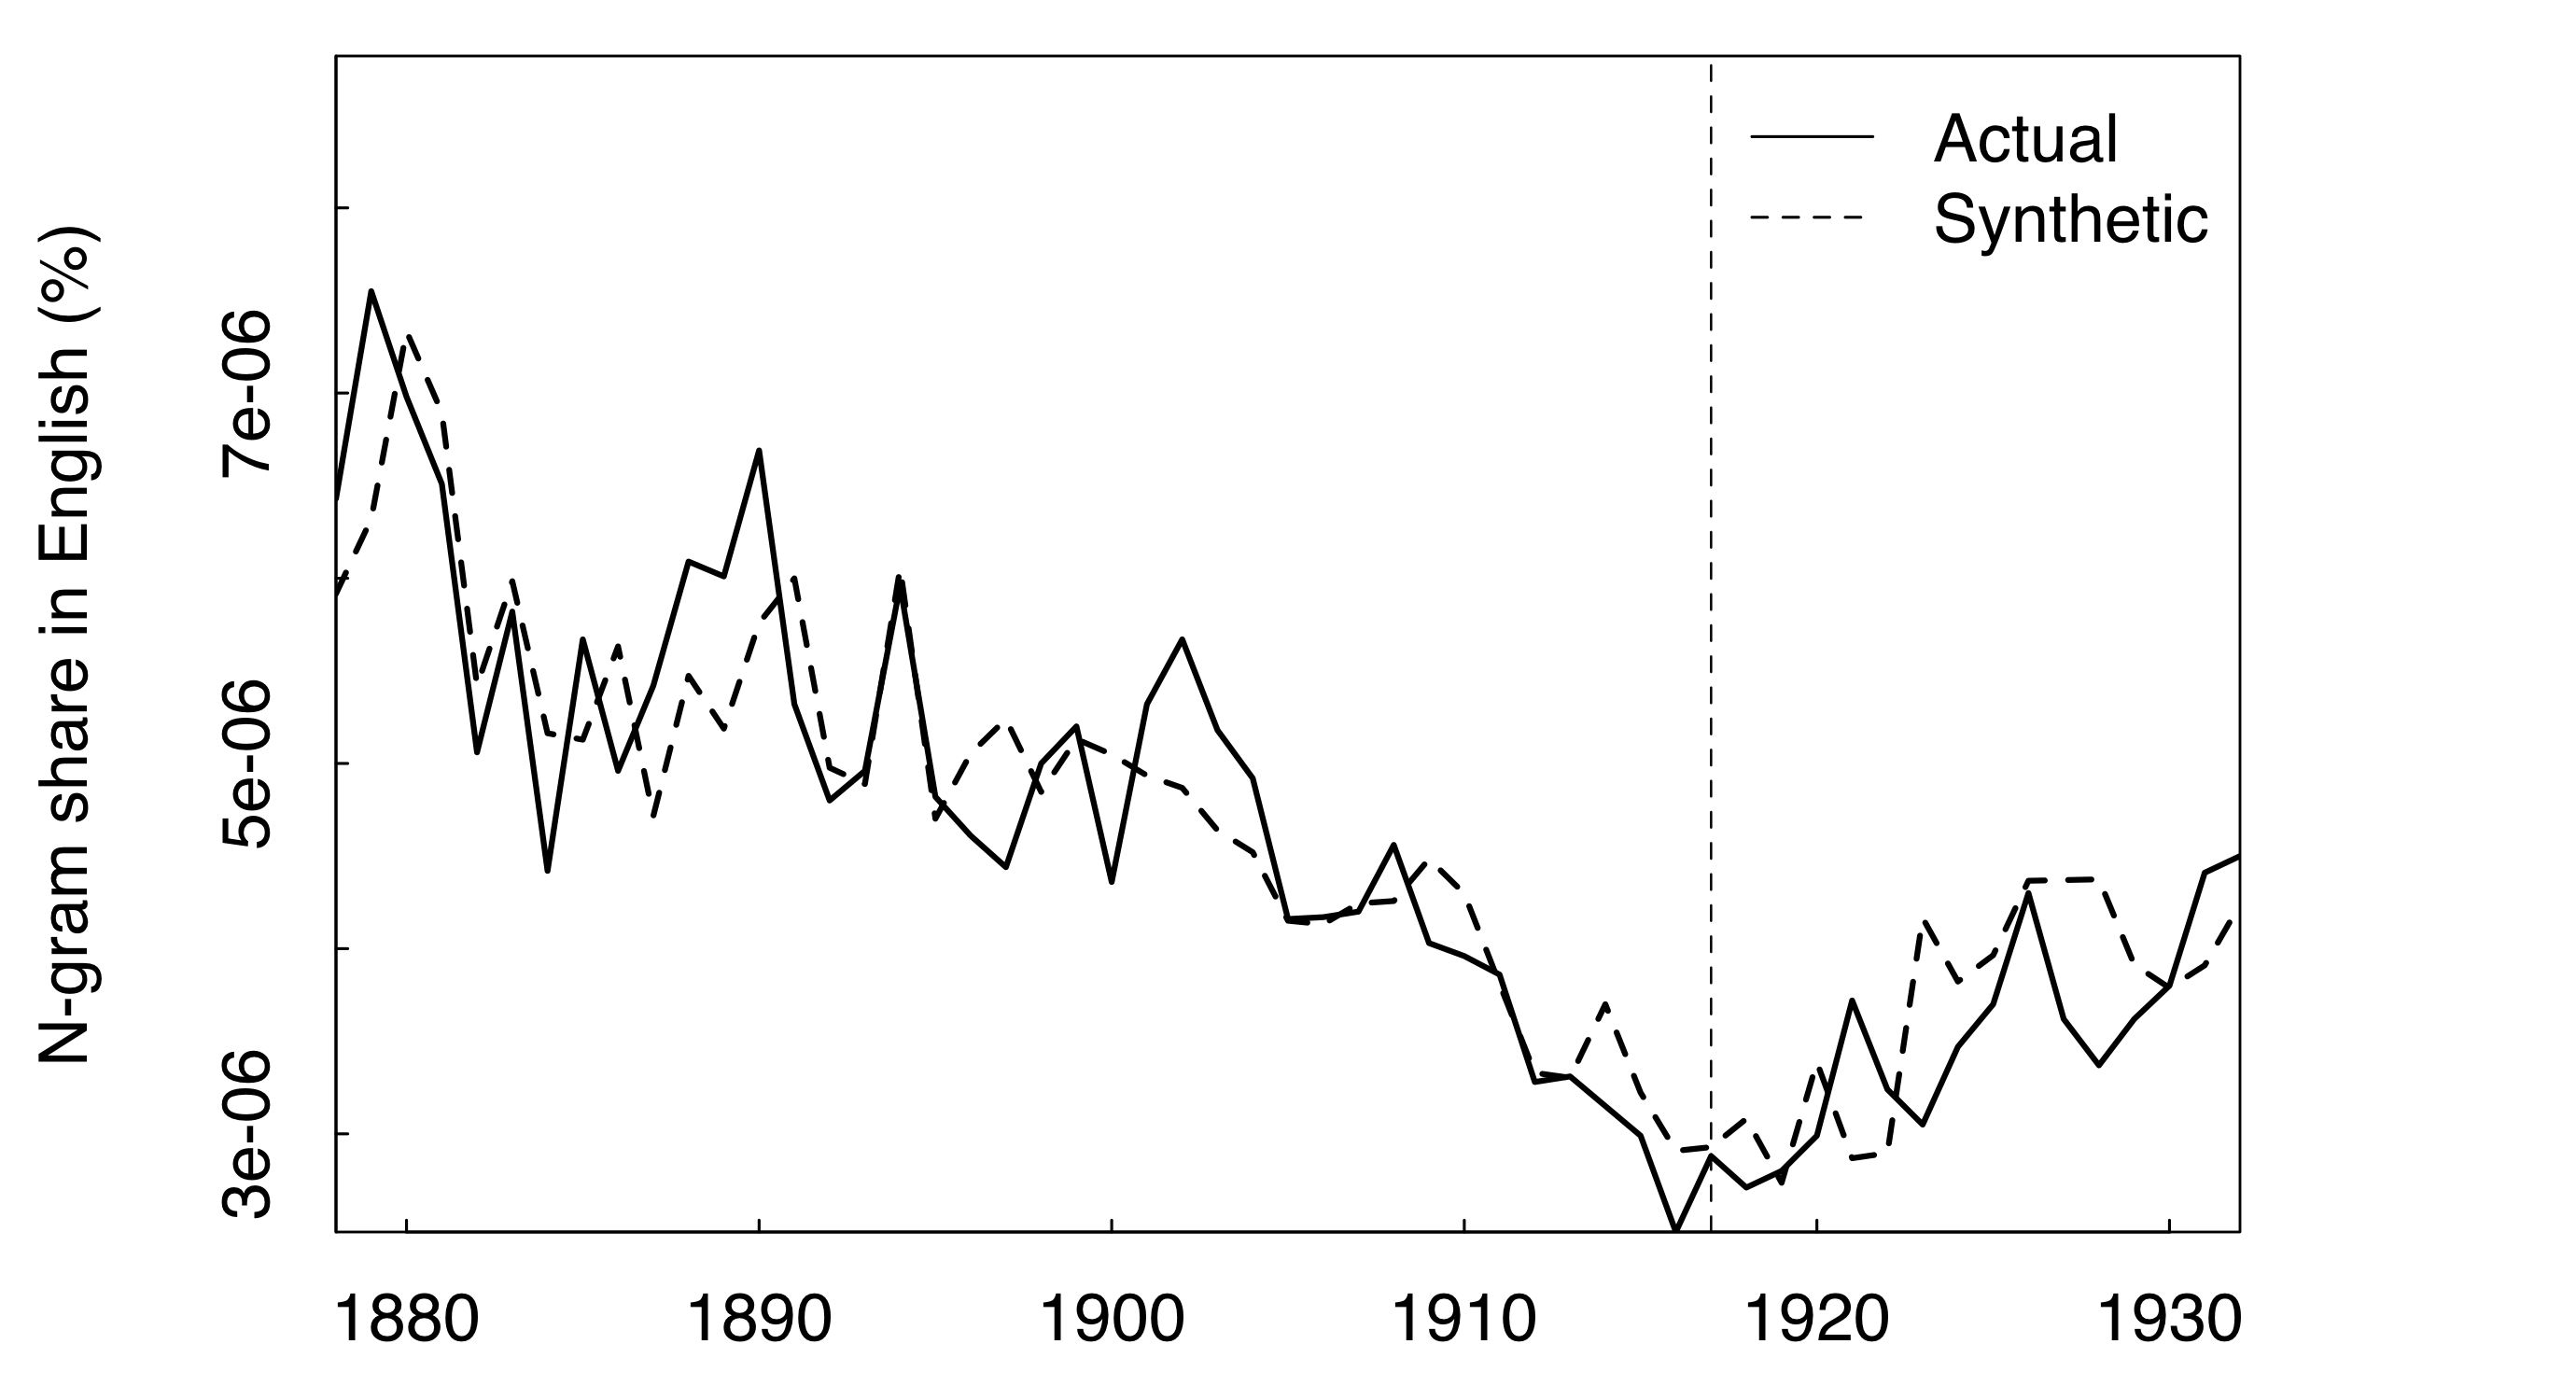 Actual
Synthetic
N-gram share in English (%)
7e-06
5e-06
3e-06
1880 1890 1900 1910 1920 1930